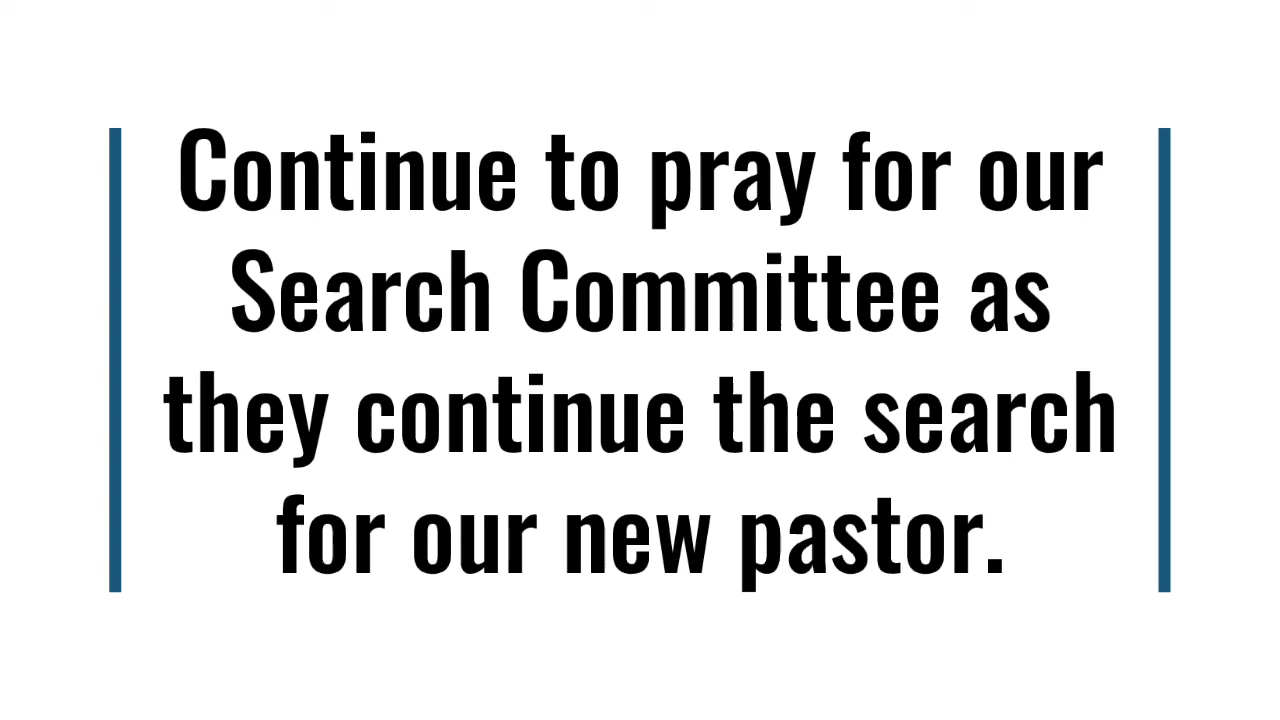 Continue to pray for our
Search Committee as
they continue the search
for our new pastor.